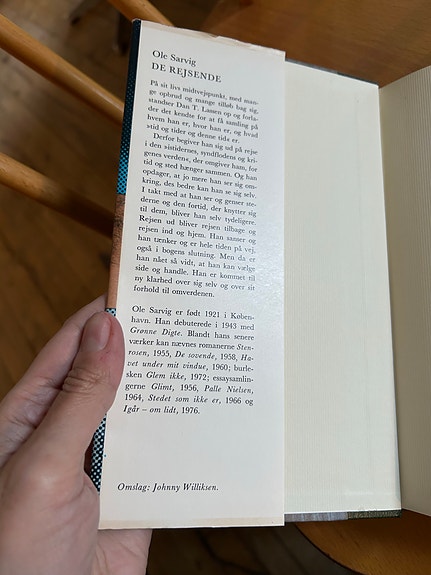 Ole Sarvig
DE REJSENDE
På sit livs midtvejspunkt, med man-
ge opbrud og mange tilløb bag sig,
standser Dan T. Lassen op og forla-
der det kendte for at få samling på
hvem han er, hvor han er, og hvad
»tid og tider og denne tid« er.
Derfor begiver han sig ud på rejse
i den »sidstidernes, syndflodens og kri-
genes verden«, der omgiver ham, for
tid og sted hænger sammen. Og han
opdager, at jo mere han ser sig om-
kring, des bedre kan han se sig selv.
I takt med at han ser og genser ste-
derne og den fortid, der knytter sig
til dem, bliver han selv tydeligere.
Rejsen ud bliver rejsen tilbage og
rejsen ind og hjem. Han sanser og
han tænker og er hele tiden på vej,
også i bogens slutning. Men da er
han nået så vidt, at han kan vælge
side og handle. Han er kommet til
ny klarhed over sig selv og over sit
forhold til omverdenen.
Ole Sarvig er født 1921 i Køben-
havn. Han debuterede i 1943 med
Grønne Digte. Blandt hans senere
værker kan nævnes romanerne Sten-
rosen, 1955, De sovende, 1958, Ha-
vet under mit vindue, 1960; burle-
sken Glem ikke, 1972; essaysamlin-
gerne Glimt, 1956, Palle Nielsen,
1964, Stedet som ikke er, 1966 og
Igår – om lidt, 1976.
Omslag: Johnny Williksen.